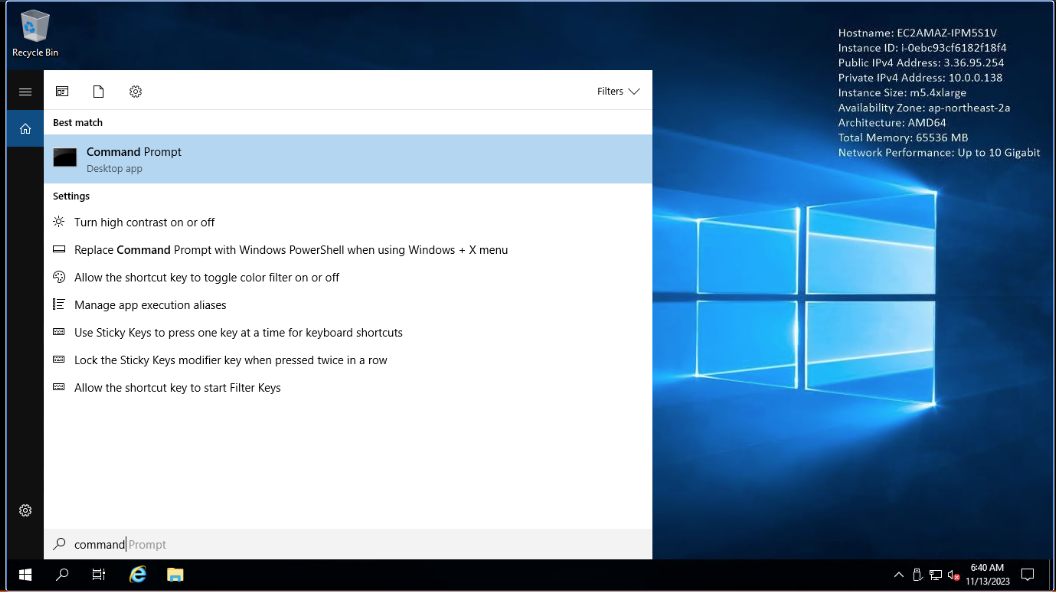 Recycle Bin
Hostname: EC2AMAZ-IPM5S1V
Instance ID: i-0ebc93cf6182f18f4
Public IPv4 Address: 3.36.95.254
Private IPv4 Address: 10.0.0.138
Instance Size: m5.4xlarge
Availability Zone: ap-northeast-2a
Architecture: AMD64
Total Memory: 65536 MB
Network Performance: Up to 10 Gigabit
Filters
Best match
Command Prompt
Desktop app
Settings
Turn high contrast on or off
Replace Command Prompt with Windows PowerShell when using Windows + X menu
Allow the shortcut key to toggle color filter on or off
Manage app execution aliases
Use Sticky Keys to press one key at a time for keyboard shortcuts
Lock the Sticky Keys modifier key when pressed twice in a row
Allow the shortcut key to start Filter Keys
command Prompt
6:40 AM
11/13/2023